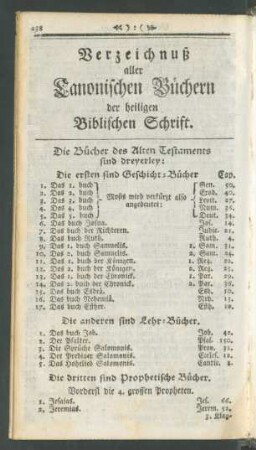 258 ❧ ) ( ☙
Verzeichnuß
aller
Canonischen Büchern
der heiligen
Biblischen Schrift.
Die Bücher des Alten Testaments
sind dreyerley:
Die ersten sind Geschicht-Bücher Cap.
1. Das 1. buch Gen. 50.
2. Das 2. buch Exod. 40.
3. Das 3. buch Mosis wird verkürzt also Levit. 27.
4. Das 4. buch angedeutet: Num. 36.
5. Das 5. buch Deut. 34.
6. Das buch Josua. Jos. 24.
7. Das buch der Richteren. Judic. 21.
8. Das buch Ruth. Ruth. 4.
9. Das 1. buch Samuelis. 1. Sam. 31.
10. Das 2. buch Samuelis. 2. Sam. 24.
11. Das 1. buch der Königen. 1. Reg. 22.
12. Das 2. buch der Königen. 2. Reg. 25.
13. Das 1. buch der Chronick. 1. Par. 29.
14. Das 2. buch der Chronick. 2. Par. 36.
15. Das buch Esdrä. Esd. 10.
16. Das buch Nehemiä. Neh. 13.
17. Das buch Esther. Esth. 10.
Die anderen sind Lehr-Bücher.
1. Das buch Job. Job. 42.
2. Der Psalter. Psal. 150.
3. Die Sprüche Salomonis. Prov. 31.
4. Der Prediger Salomonis. Eccles. 12.
5. Das Hohelied Salomonis. Cantic. 8.
Die dritten sind Prophetische Bücher.
Vorderst die 4. grossen Propheten.
1. Jesajas. Jes. 66.
2. Jeremias. Jerem. 52.
3. Klag-